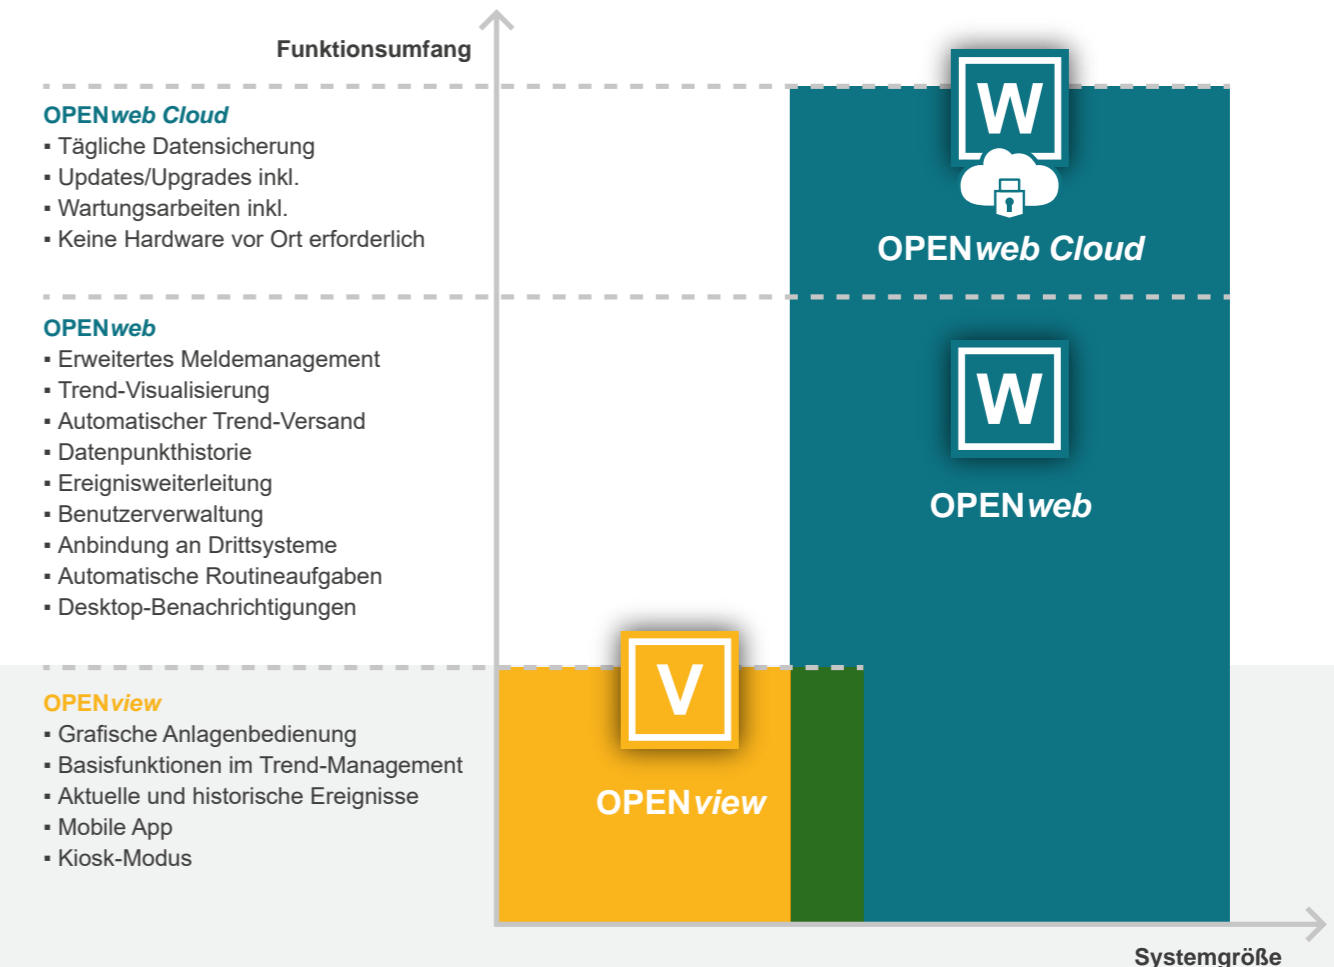 Funktionsumfang
OPENweb Cloud
▪ Tägliche Datensicherung
▪ Updates/Upgrades inkl.
▪ Wartungsarbeiten inkl.
▪ Keine Hardware vor Ort erforderlich
OPENweb
▪ Erweitertes Meldemanagement
▪ Trend-Visualisierung
▪ Automatischer Trend-Versand
▪ Datenpunkthistorie
▪ Ereignisweiterleitung
▪ Benutzerverwaltung
▪ Anbindung an Drittsysteme
▪ Automatische Routineaufgaben
▪ Desktop-Benachrichtigungen
OPENview
▪ Grafische Anlagenbedienung
▪ Basisfunktionen im Trend-Management
▪ Aktuelle und historische Ereignisse
▪ Mobile App
▪ Kiosk-Modus
W
OPENweb Cloud
W
OPENweb
V
OPENview
Systemgröße